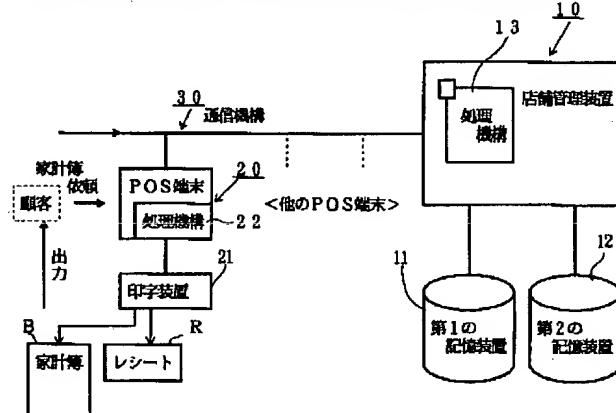 10
13
店舗管理装置
処理
機構
30
通信機構
家計簿
依頼
顧客
POS端末
20
処理機構
22
<他のPOS端末>
出力
印字装置
21
B
家計簿
R
レシート
11
第1の
記憶装置
12
第2の
記憶装置